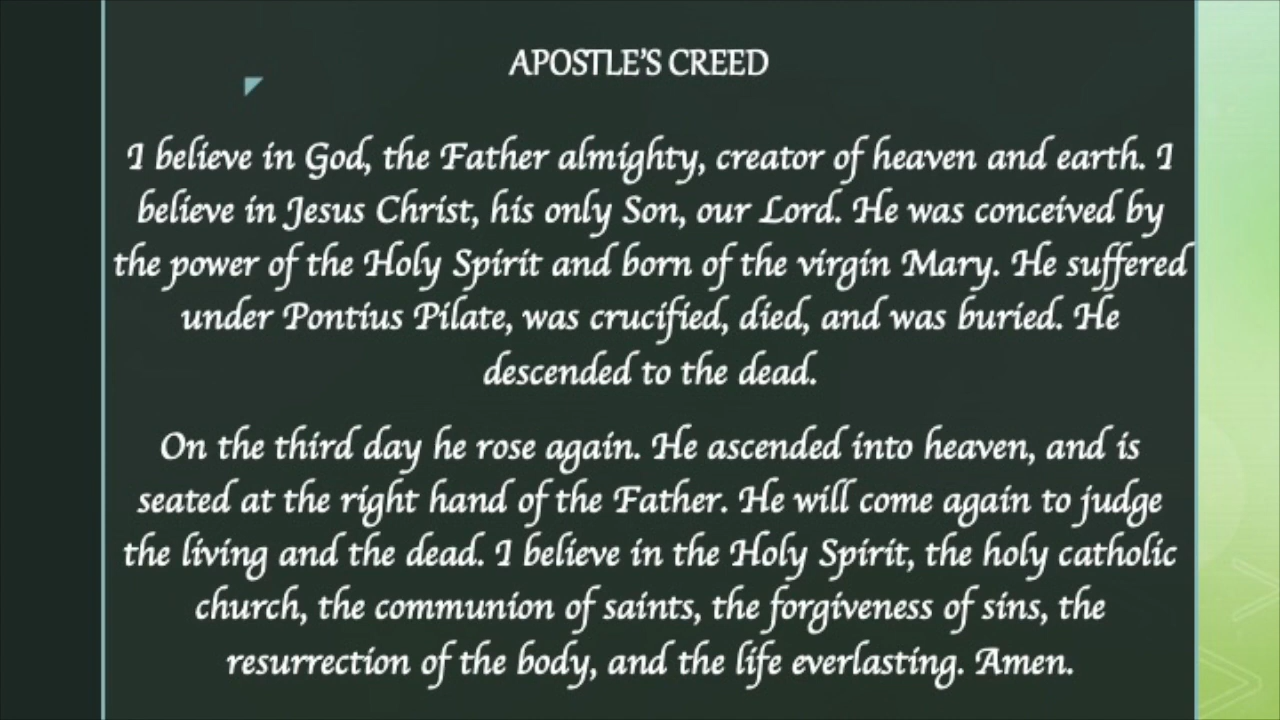 APOSTLE'S CREED
I believe in God, the Father almighty, creator of heaven and earth. I
believe in Jesus Christ, his only Son, our Lord. He was conceived by
the power of the Holy Spirit and born of the virgin Mary. He suffered
under Pontius Pilate, was crucified, died, and was buried. He
descended to the dead.
On the third day he rose again. He ascended into heaven, and is
seated at the right hand of the Father. He will come again to judge
the living and the dead. I believe in the Holy Spirit, the holy catholic
church, the communion of saints, the forgiveness of sins, the
resurrection of the body, and the life everlasting. Amen.